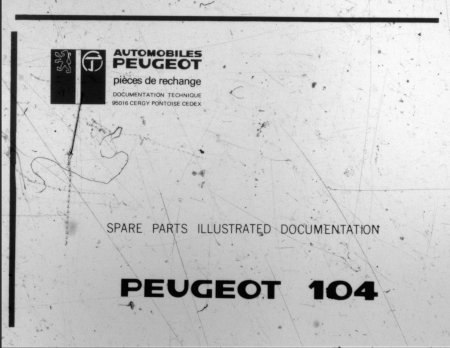 AUTOMOBILES
PEUGEOT
pièces de rechange
DOCUMENTATION TECHNIQUE
95016 CERGY PONTOISE CEDEX
SPARE PARTS ILLUSTRATED DOCUMENTATION
PEUGEOT 104